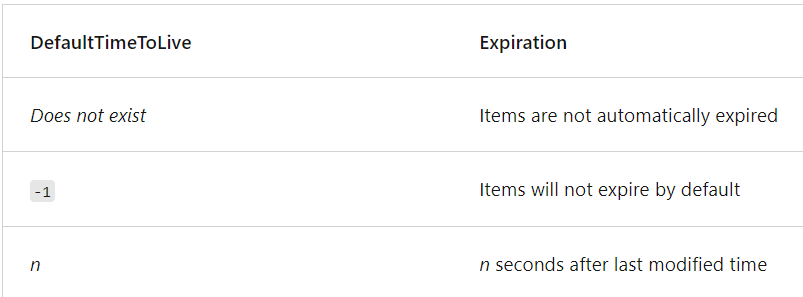 DefaultTimeToLive Expiration
Does not exist Items are not automatically expired
-1 Items will not expire by default
n n seconds after last modified time